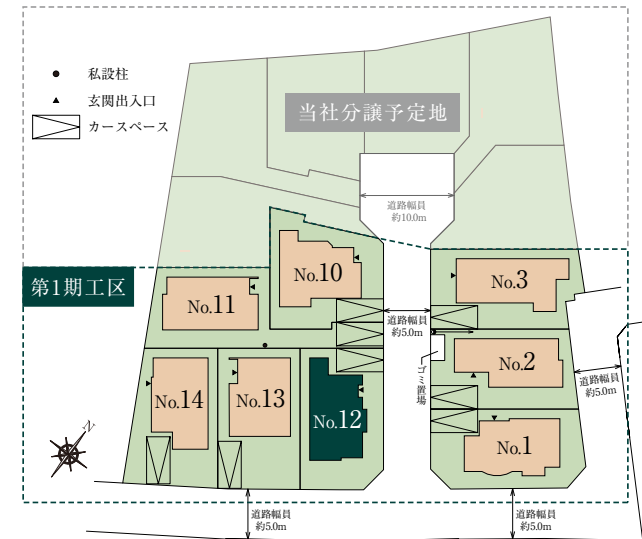 私設柱
玄関出入口
カースペース
当社分譲予定地
道路幅員
約10.0m
第1期工区
No.10
No.11
No.3
道路幅員
約5.0m
No.2
ゴミ置場
道路幅員
約5.0m
No.14
No.13
No.12
No.1
N
道路幅員
約5.0m
道路幅員
約5.0m